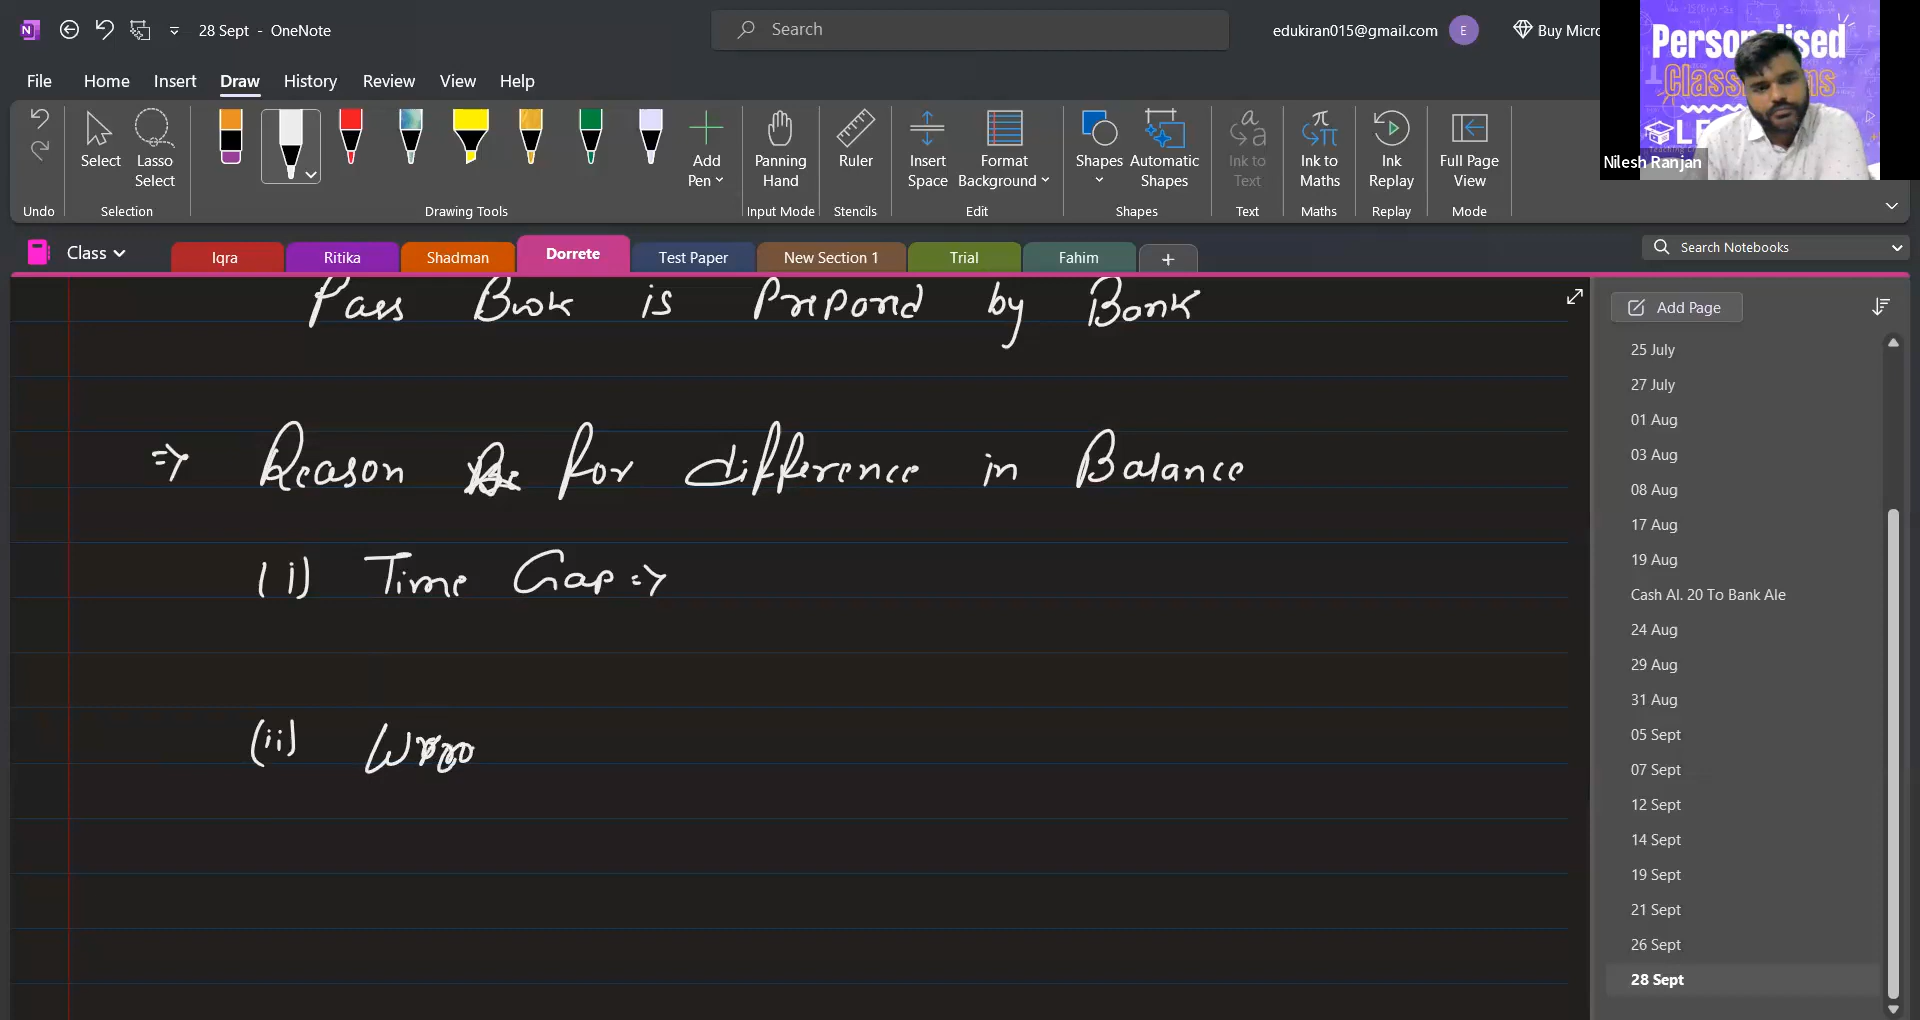 28 Sept - OneNote
Search
edukiran015@gmail.com
E
Buy Micro
File Home Insert Draw History Review View Help
Select
Lasso Select
Add Pen
Panning Hand
Ruler
Insert Space
Format Background
Shapes
Automatic Shapes
Ink to Text
Ink to Maths
Ink Replay
Full Page View
Undo
Selection
Drawing Tools
Input Mode
Stencils
Edit
Shapes
Text
Maths
Replay
Mode
Personalised
Nilesh Ranjan
Class
Iqra
Ritika
Shadman
Dorrete
Test Paper
New Section 1
Trial
Fahim
+
Search Notebooks
Pass Book is Prepared by Bank
=> Reason for difference in Balance
(i) Time Gap =>
(ii) Wro
Add Page
25 July
27 July
01 Aug
03 Aug
08 Aug
17 Aug
19 Aug
Cash Al. 20 To Bank Ale
24 Aug
29 Aug
31 Aug
05 Sept
07 Sept
12 Sept
14 Sept
19 Sept
21 Sept
26 Sept
28 Sept